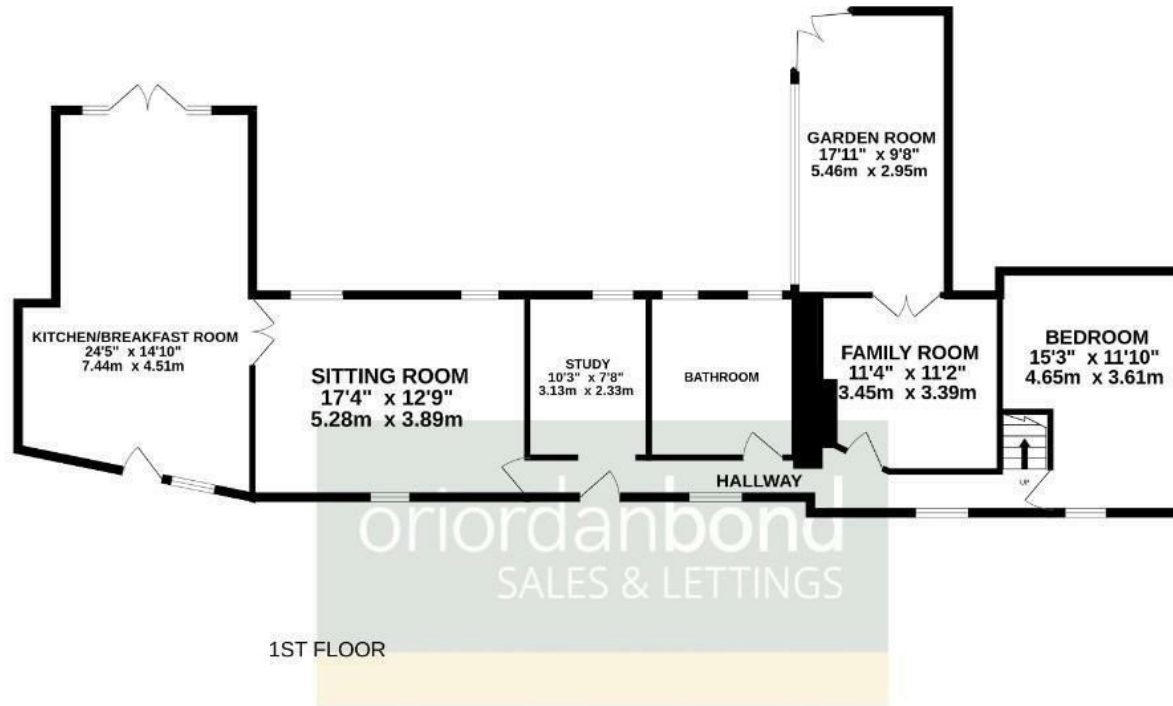 GARDEN ROOM
17'11" x 9'8"
5.46m x 2.95m
KITCHEN/BREAKFAST ROOM
24'5" x 14'10"
7.44m x 4.51m
SITTING ROOM
17'4" x 12'9"
5.28m x 3.89m
STUDY
10'3" x 7'8"
3.13m x 2.33m
BATHROOM
FAMILY ROOM
11'4" x 11'2"
3.45m x 3.39m
BEDROOM
15'3" x 11'10"
4.65m x 3.61m
HALLWAY
UP
oriordanbond
SALES & LETTINGS
1ST FLOOR